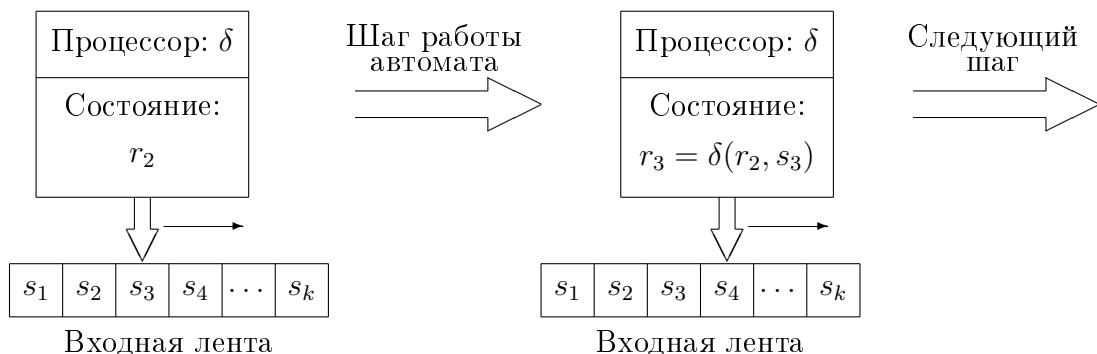 Процессор: δ
Состояние:
r₂
s₁ s₂ s₃ s₄ ⋯ sₖ
Входная лента
Шаг работы
автомата
Процессор: δ
Состояние:
r₃ = δ(r₂, s₃)
s₁ s₂ s₃ s₄ ⋯ sₖ
Входная лента
Следующий
шаг